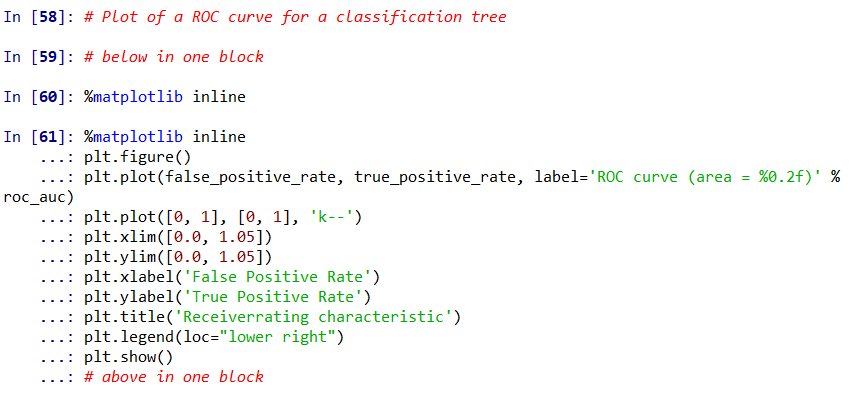 In [58]: # Plot of a ROC curve for a classification tree
In [59]: # below in one block
In [60]: %matplotlib inline
In [61]: %matplotlib inline
    ...: plt.figure()
    ...: plt.plot(false_positive_rate, true_positive_rate, label='ROC curve (area = %0.2f)' %
roc_auc)
    ...: plt.plot([0, 1], [0, 1], 'k--')
    ...: plt.xlim([0.0, 1.05])
    ...: plt.ylim([0.0, 1.05])
    ...: plt.xlabel('False Positive Rate')
    ...: plt.ylabel('True Positive Rate')
    ...: plt.title('Receiverrating characteristic')
    ...: plt.legend(loc="lower right")
    ...: plt.show()
    ...: # above in one block